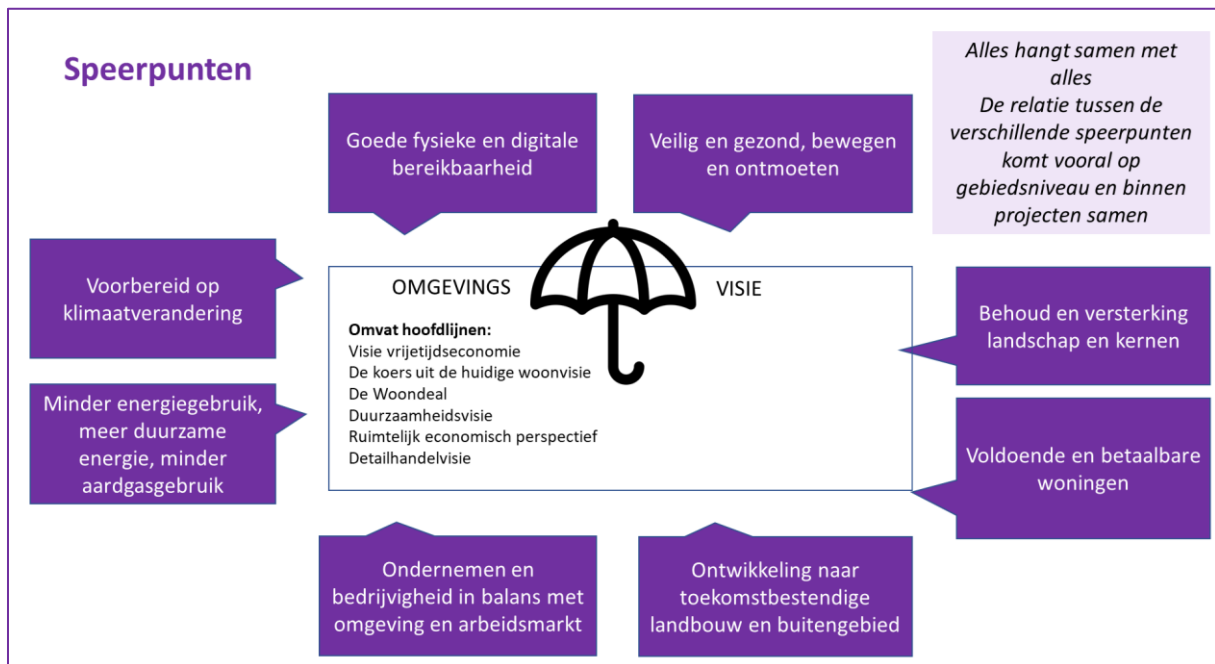 Speerpunten
Alles hangt samen met
alles
De relatie tussen de
verschillende speerpunten
komt vooral op
gebiedsniveau en binnen
projecten samen
Goede fysieke en digitale
bereikbaarheid
Veilig en gezond, bewegen
en ontmoeten
Voorbereid op
klimaatverandering
OMGEVINGS VISIE
Omvat hoofdlijnen:
Visie vrijetijdseconomie
De koers uit de huidige woonvisie
De Woondeal
Duurzaamheidsvisie
Ruimtelijk economisch perspectief
Detailhandelvisie
Behoud en versterking
landschap en kernen
Minder energiegebruik,
meer duurzame
energie, minder
aardgasgebruik
Voldoende en betaalbare
woningen
Ondernemen en
bedrijvigheid in balans met
omgeving en arbeidsmarkt
Ontwikkeling naar
toekomstbestendige
landbouw en buitengebied